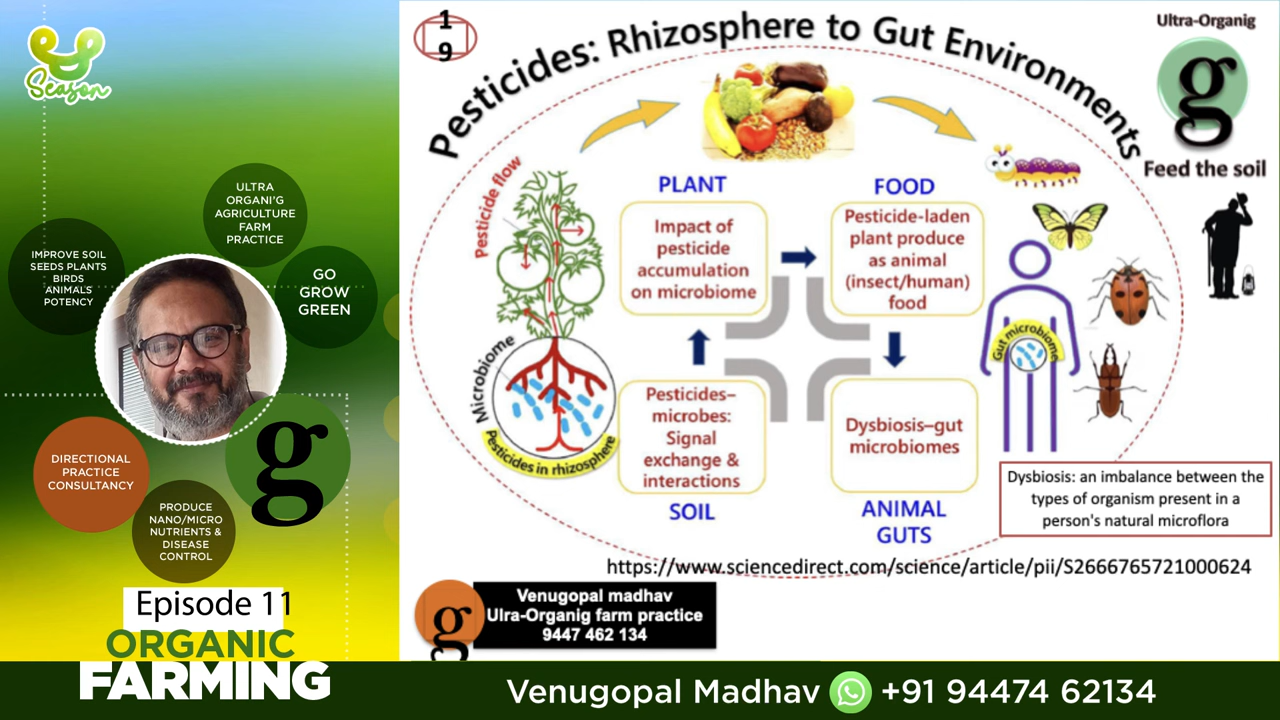 Season
ULTRA
ORGANI'G
AGRICULTURE
FARM
PRACTICE
IMPROVE SOIL
SEEDS PLANTS
BIRDS
ANIMALS
POTENCY
GO
GROW
GREEN
DIRECTIONAL
PRACTICE
CONSULTANCY
g
PRODUCE
NANO/MICRO
NUTRIENTS &
DISEASE
CONTROL
Episode 11
ORGANIC
FARMING
1
9
Pesticides: Rhizosphere to Gut Environments
Ultra-Organig
g
Feed the soil
Pesticide flow
Microbiome
Pesticides in rhizosphere
PLANT
Impact of
pesticide
accumulation
on microbiome
FOOD
Pesticide-laden
plant produce
as animal
(insect/human)
food
Pesticides–
microbes:
Signal
exchange &
interactions
SOIL
Dysbiosis–gut
microbiomes
ANIMAL
GUTS
Gut microbiome
Dysbiosis: an imbalance between the
types of organism present in a
person's natural microflora
https://www.sciencedirect.com/science/article/pii/S2666765721000624
g
Venugopal madhav
Ulra-Organig farm practice
9447 462 134
Venugopal Madhav +91 94474 62134